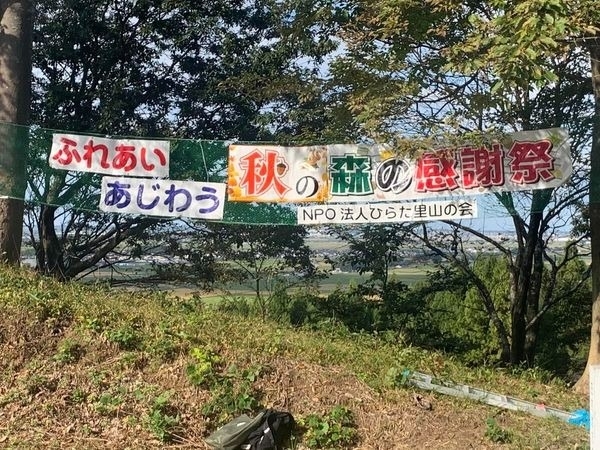 ふれあい
あじわう
秋の森の感謝祭
NPO法人ひらた里山の会